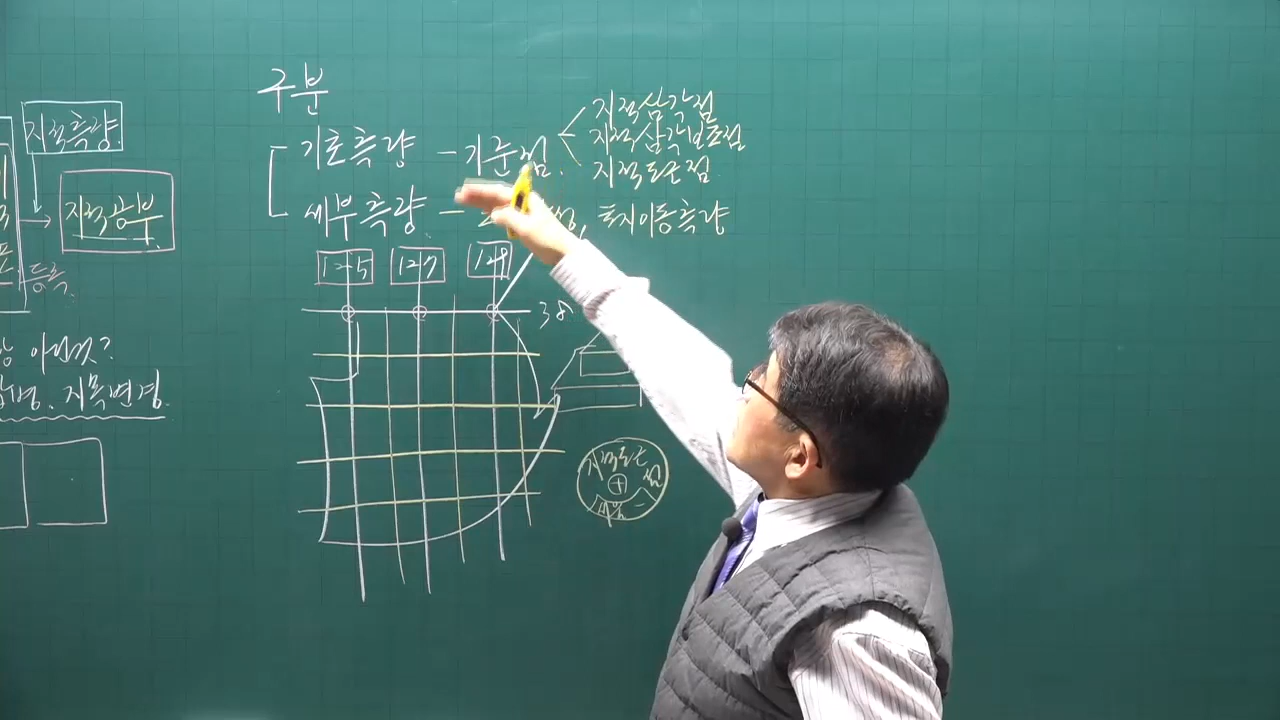 지적측량
지적공부
등록
아닌것?
지목변경.
구분
기초측량 - 기준점.
지적삼각점
지적삼각보조점
지적도근점
세부측량 -
토지이동측량
125 127 129
38
지적도근
점